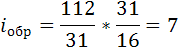 i_обр = 112/31 * 31/16 = 7